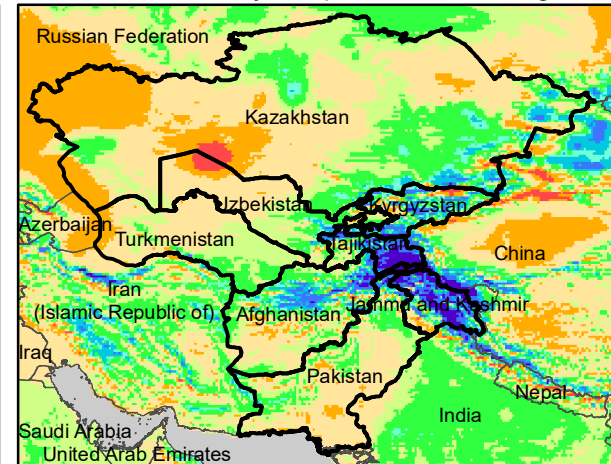 Russian Federation
Kazakhstan
Izbekistan
Kyrgyzstan
Azerbaijan
Turkmenistan
Tajikistan
China
Iran
(Islamic Republic of)
Afghanistan
Jammu and Kashmir
Iraq
Pakistan
Nepal
India
Saudi Arabia
United Arab Emirates